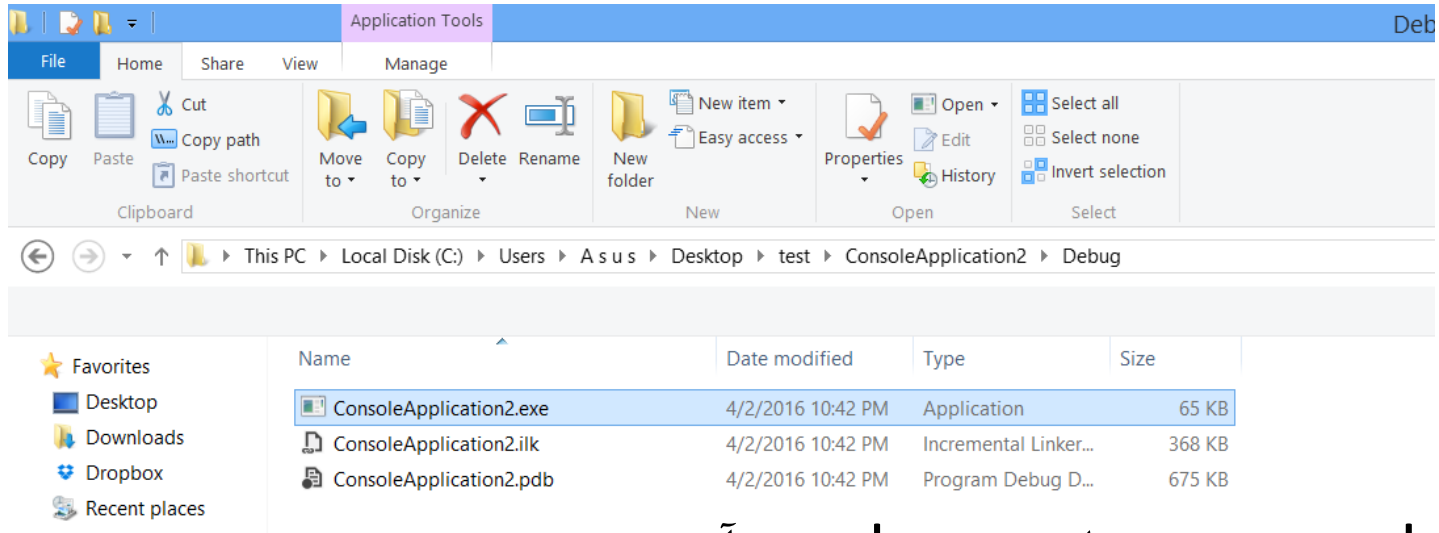 Application Tools
Deb
File Home Share View Manage
Copy
Paste
Cut
Copy path
Paste shortcut
Move to
Copy to
Delete
Rename
New folder
New item
Easy access
Properties
Open
Edit
History
Select all
Select none
Invert selection
Clipboard Organize New Open Select
This PC Local Disk (C:) Users A s u s Desktop test ConsoleApplication2 Debug
Favorites
Desktop
Downloads
Dropbox
Recent places
Name Date modified Type Size
ConsoleApplication2.exe 4/2/2016 10:42 PM Application 65 KB
ConsoleApplication2.ilk 4/2/2016 10:42 PM Incremental Linker... 368 KB
ConsoleApplication2.pdb 4/2/2016 10:42 PM Program Debug D... 675 KB